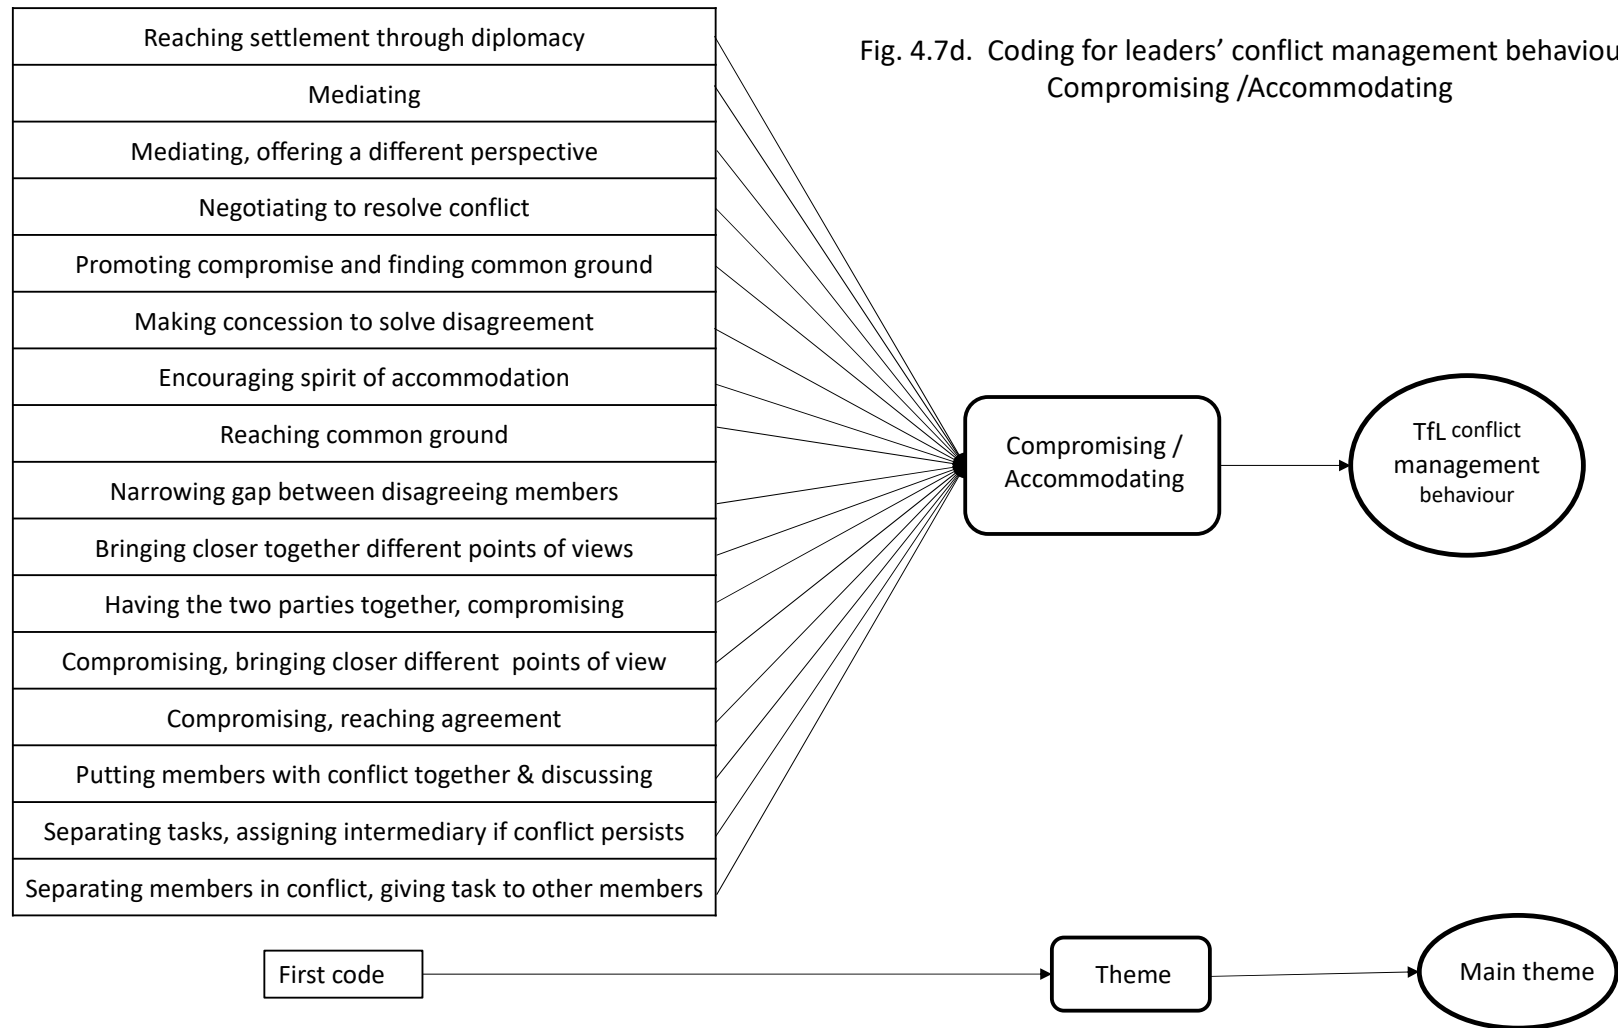 Reaching settlement through diplomacy
Mediating
Mediating, offering a different perspective
Negotiating to resolve conflict
Promoting compromise and finding common ground
Making concession to solve disagreement
Encouraging spirit of accommodation
Reaching common ground
Narrowing gap between disagreeing members
Bringing closer together different points of views
Having the two parties together, compromising
Compromising, bringing closer different points of view
Compromising, reaching agreement
Putting members with conflict together & discussing
Separating tasks, assigning intermediary if conflict persists
Separating members in conflict, giving task to other members
Fig. 4.7d. Coding for leaders’ conflict management behaviou
Compromising /Accommodating
Compromising /
Accommodating
TfL conflict
management
behaviour
First code
Theme
Main theme